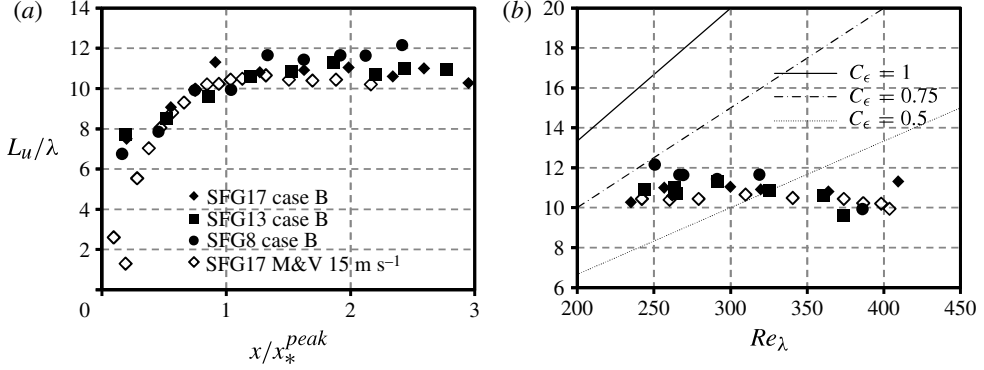 (a)
14
12
10
8
6
4
2
0
1
2
3
L_u/λ
x/x_*^{peak}
SFG17 case B
SFG13 case B
SFG8 case B
SFG17 M&V 15 m s⁻¹
(b)
20
18
16
14
12
10
8
6
200
250
300
350
400
450
Re_λ
C_ϵ = 1
C_ϵ = 0.75
C_ϵ = 0.5